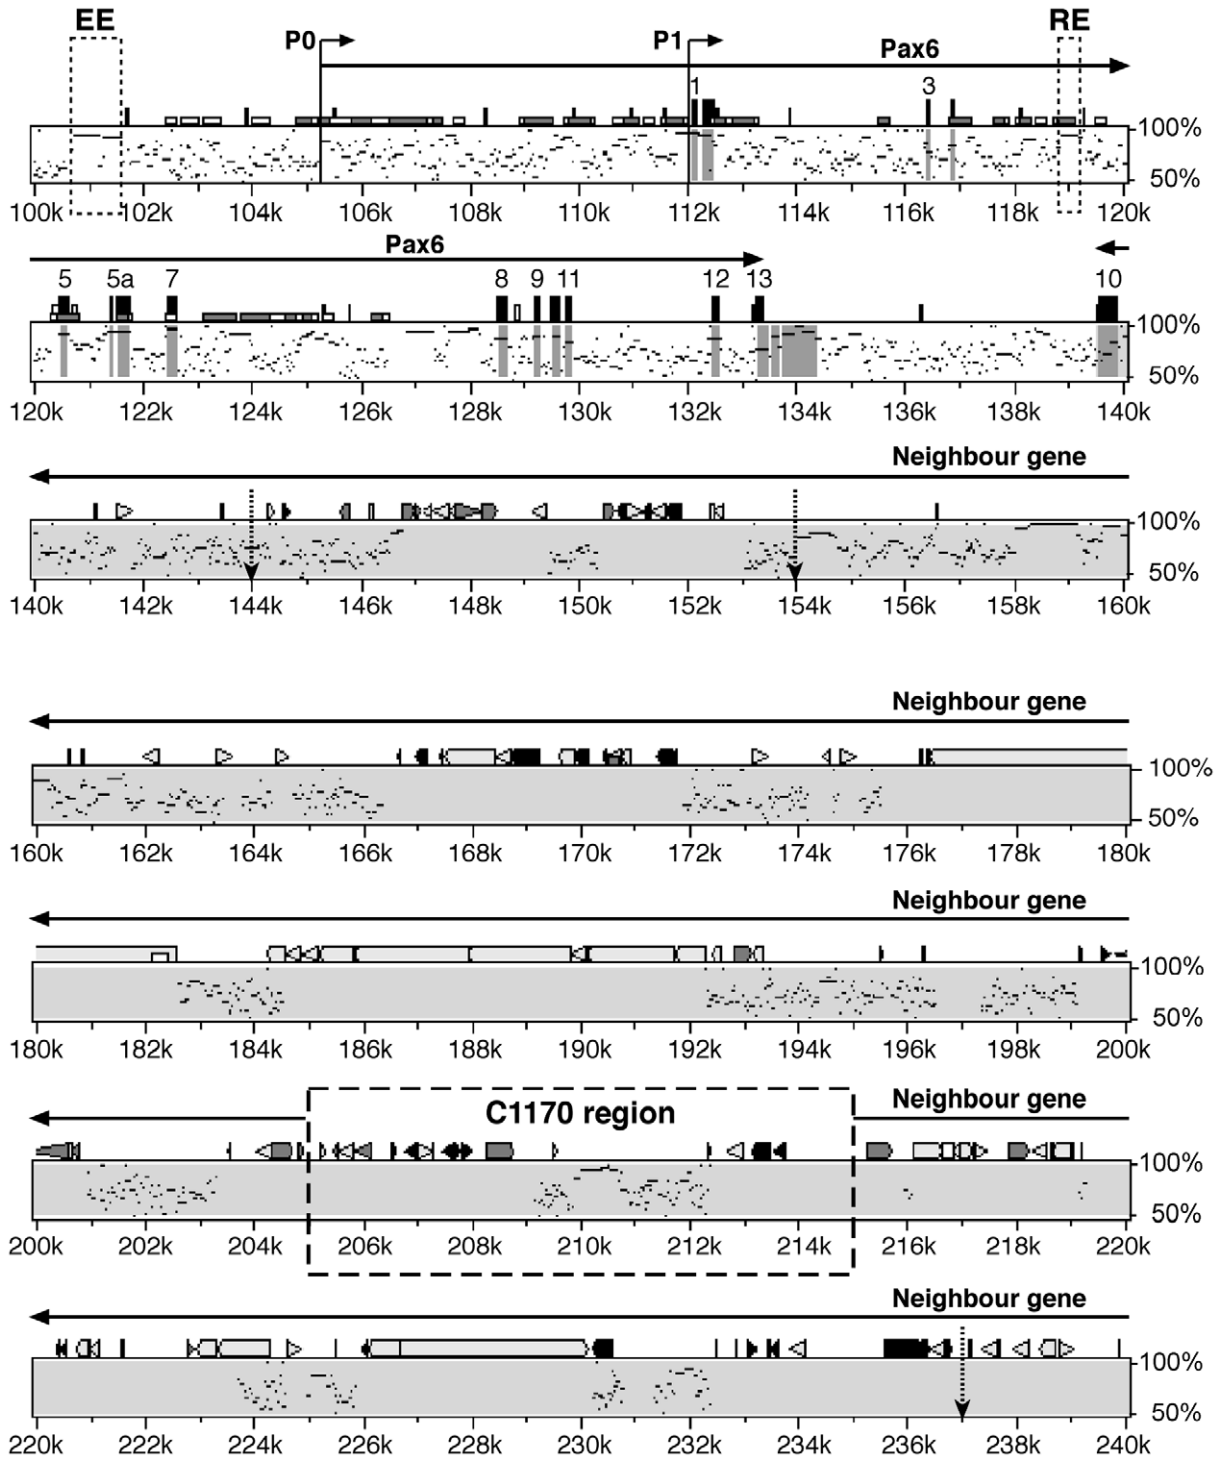 EE RE
P0 P1 Pax6
1 3
100%
50%
100k 102k 104k 106k 108k 110k 112k 114k 116k 118k 120k
Pax6
5 5a 7 8 9 11 12 13 10
100%
50%
120k 122k 124k 126k 128k 130k 132k 134k 136k 138k 140k
Neighbour gene
100%
50%
140k 142k 144k 146k 148k 150k 152k 154k 156k 158k 160k
Neighbour gene
100%
50%
160k 162k 164k 166k 168k 170k 172k 174k 176k 178k 180k
Neighbour gene
100%
50%
180k 182k 184k 186k 188k 190k 192k 194k 196k 198k 200k
C1170 region Neighbour gene
100%
50%
200k 202k 204k 206k 208k 210k 212k 214k 216k 218k 220k
Neighbour gene
100%
50%
220k 222k 224k 226k 228k 230k 232k 234k 236k 238k 240k